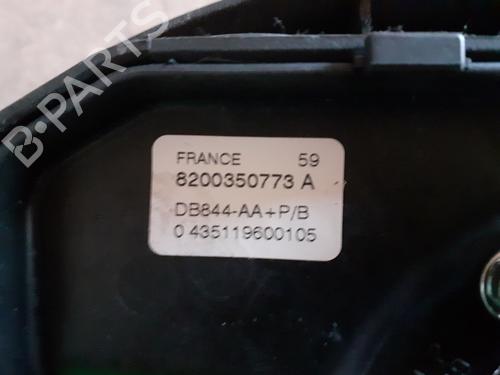 B-PARTS
FRANCE 59
8200350773 A
DB844-AA+P/B
0 435119600105